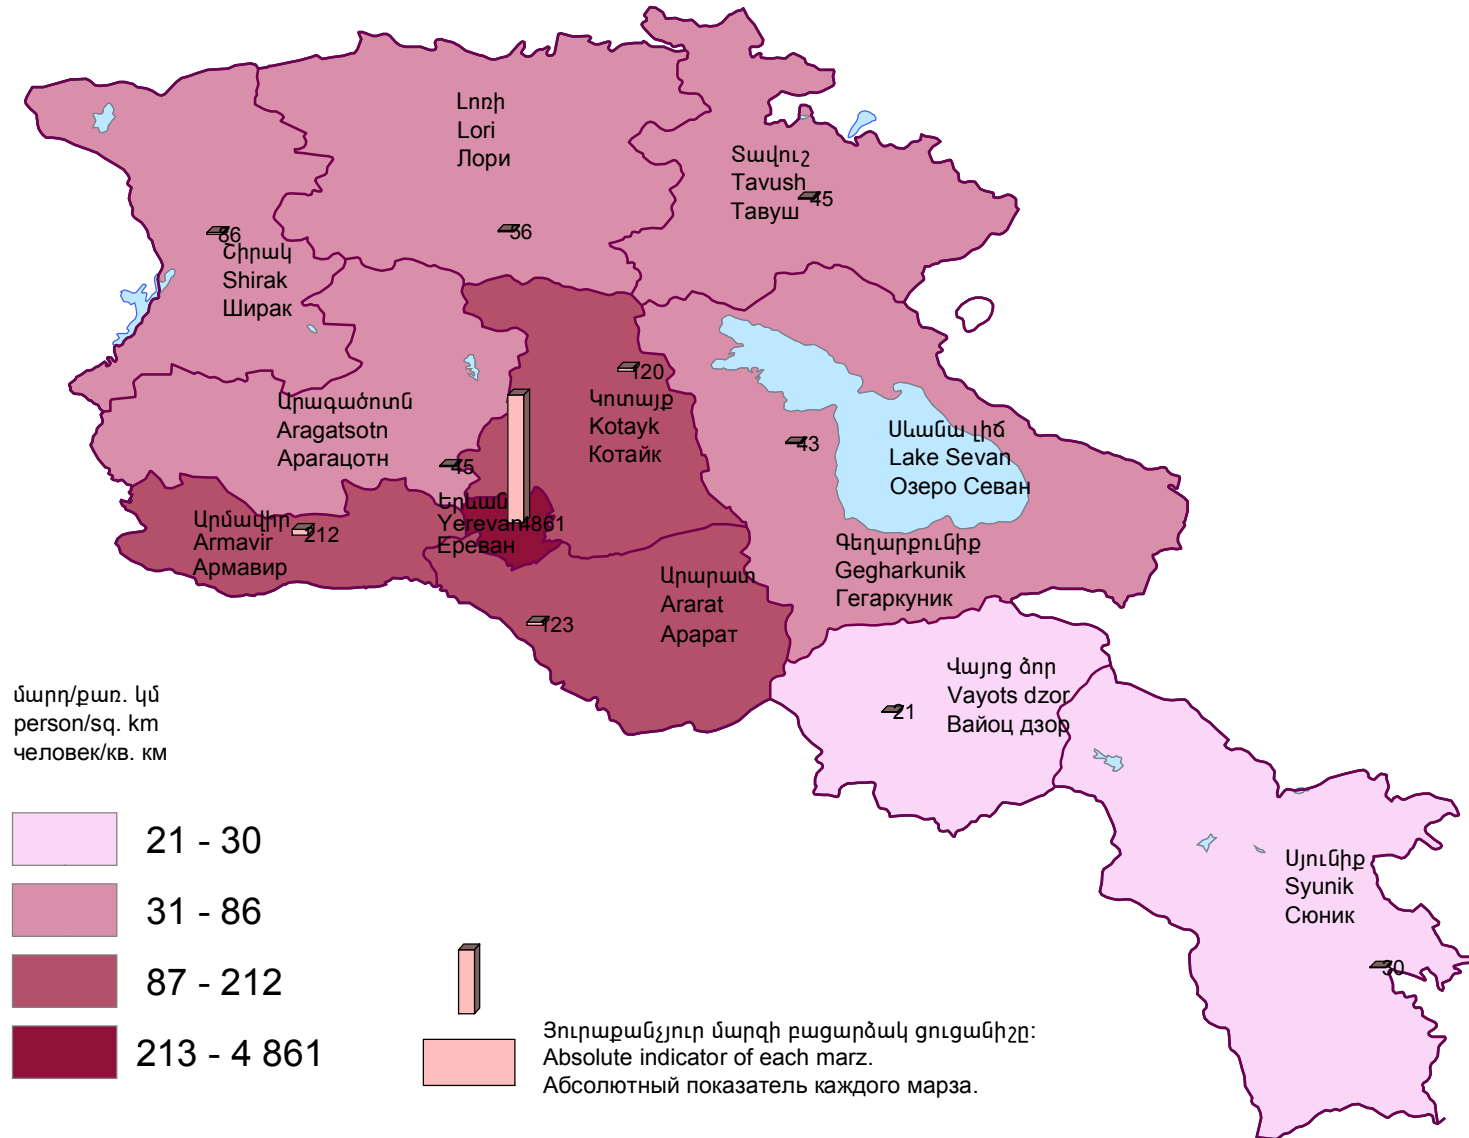 Լոռի
Lori
Лори
Տավուշ
Tavush
Тавуш
45
86
Շիրակ
Shirak
Ширак
56
120
Կոտայք
Kotayk
Котайк
Արագածոտն
Aragatsotn
Арагацотн
45
43
Սևանա լիճ
Lake Sevan
Озеро Севан
Արմավիր
Armavir
Армавир
212
Երևան
Yerevan
Ереван
4861
Գեղարքունիք
Gegharkunik
Гегаркуник
Արարատ
Ararat
Арарат
123
Վայոց ձոր
Vayots dzor
Вайоц дзор
21
Սյունիք
Syunik
Сюник
30
մարդ/քառ. կմ
person/sq. km
человек/кв. км
21 - 30
31 - 86
87 - 212
213 - 4 861
Յուրաքանչյուր մարզի բացարձակ ցուցանիշը:
Absolute indicator of each marz.
Абсолютный показатель каждого марза.